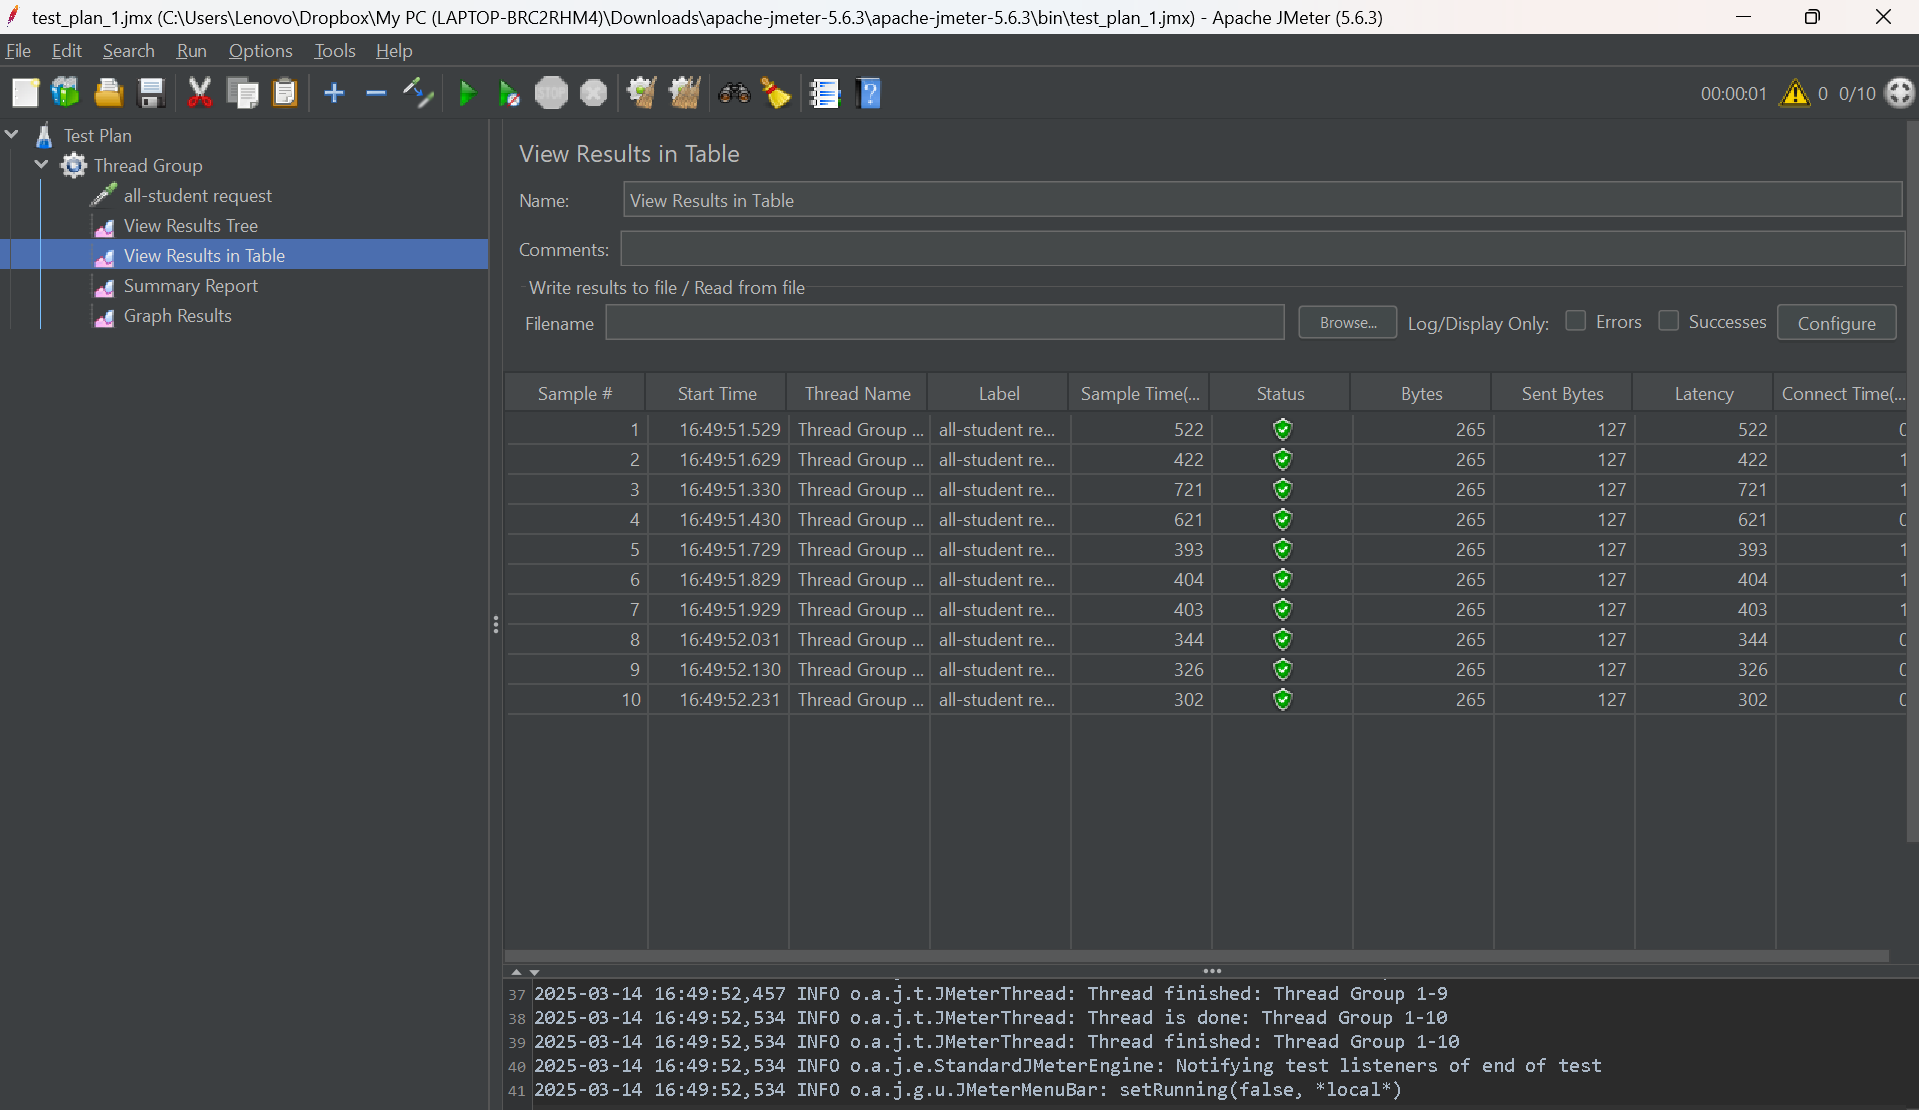 test_plan_1.jmx (C:\Users\Lenovo\Dropbox\My PC (LAPTOP-BRC2RHM4)\Downloads\apache-jmeter-5.6.3\apache-jmeter-5.6.3\bin\test_plan_1.jmx) - Apache JMeter (5.6.3)
File Edit Search Run Options Tools Help
STOP 00:00:01 0 0/10
Test Plan
Thread Group
all-student request
View Results Tree
View Results in Table
Summary Report
Graph Results
View Results in Table
Name: View Results in Table
Comments:
Write results to file / Read from file
Filename Browse... Log/Display Only: Errors Successes Configure
Sample # Start Time Thread Name Label Sample Time(... Status Bytes Sent Bytes Latency Connect Time(...
1 16:49:51.529 Thread Group ... all-student re... 522 265 127 522
2 16:49:51.629 Thread Group ... all-student re... 422 265 127 422
3 16:49:51.330 Thread Group ... all-student re... 721 265 127 721
4 16:49:51.430 Thread Group ... all-student re... 621 265 127 621
5 16:49:51.729 Thread Group ... all-student re... 393 265 127 393
6 16:49:51.829 Thread Group ... all-student re... 404 265 127 404
7 16:49:51.929 Thread Group ... all-student re... 403 265 127 403
8 16:49:52.031 Thread Group ... all-student re... 344 265 127 344
9 16:49:52.130 Thread Group ... all-student re... 326 265 127 326
10 16:49:52.231 Thread Group ... all-student re... 302 265 127 302
37 2025-03-14 16:49:52,457 INFO o.a.j.t.JMeterThread: Thread finished: Thread Group 1-9
38 2025-03-14 16:49:52,534 INFO o.a.j.t.JMeterThread: Thread is done: Thread Group 1-10
39 2025-03-14 16:49:52,534 INFO o.a.j.t.JMeterThread: Thread finished: Thread Group 1-10
40 2025-03-14 16:49:52,534 INFO o.a.j.e.StandardJMeterEngine: Notifying test listeners of end of test
41 2025-03-14 16:49:52,534 INFO o.a.j.g.u.JMeterMenuBar: setRunning(false, *local*)